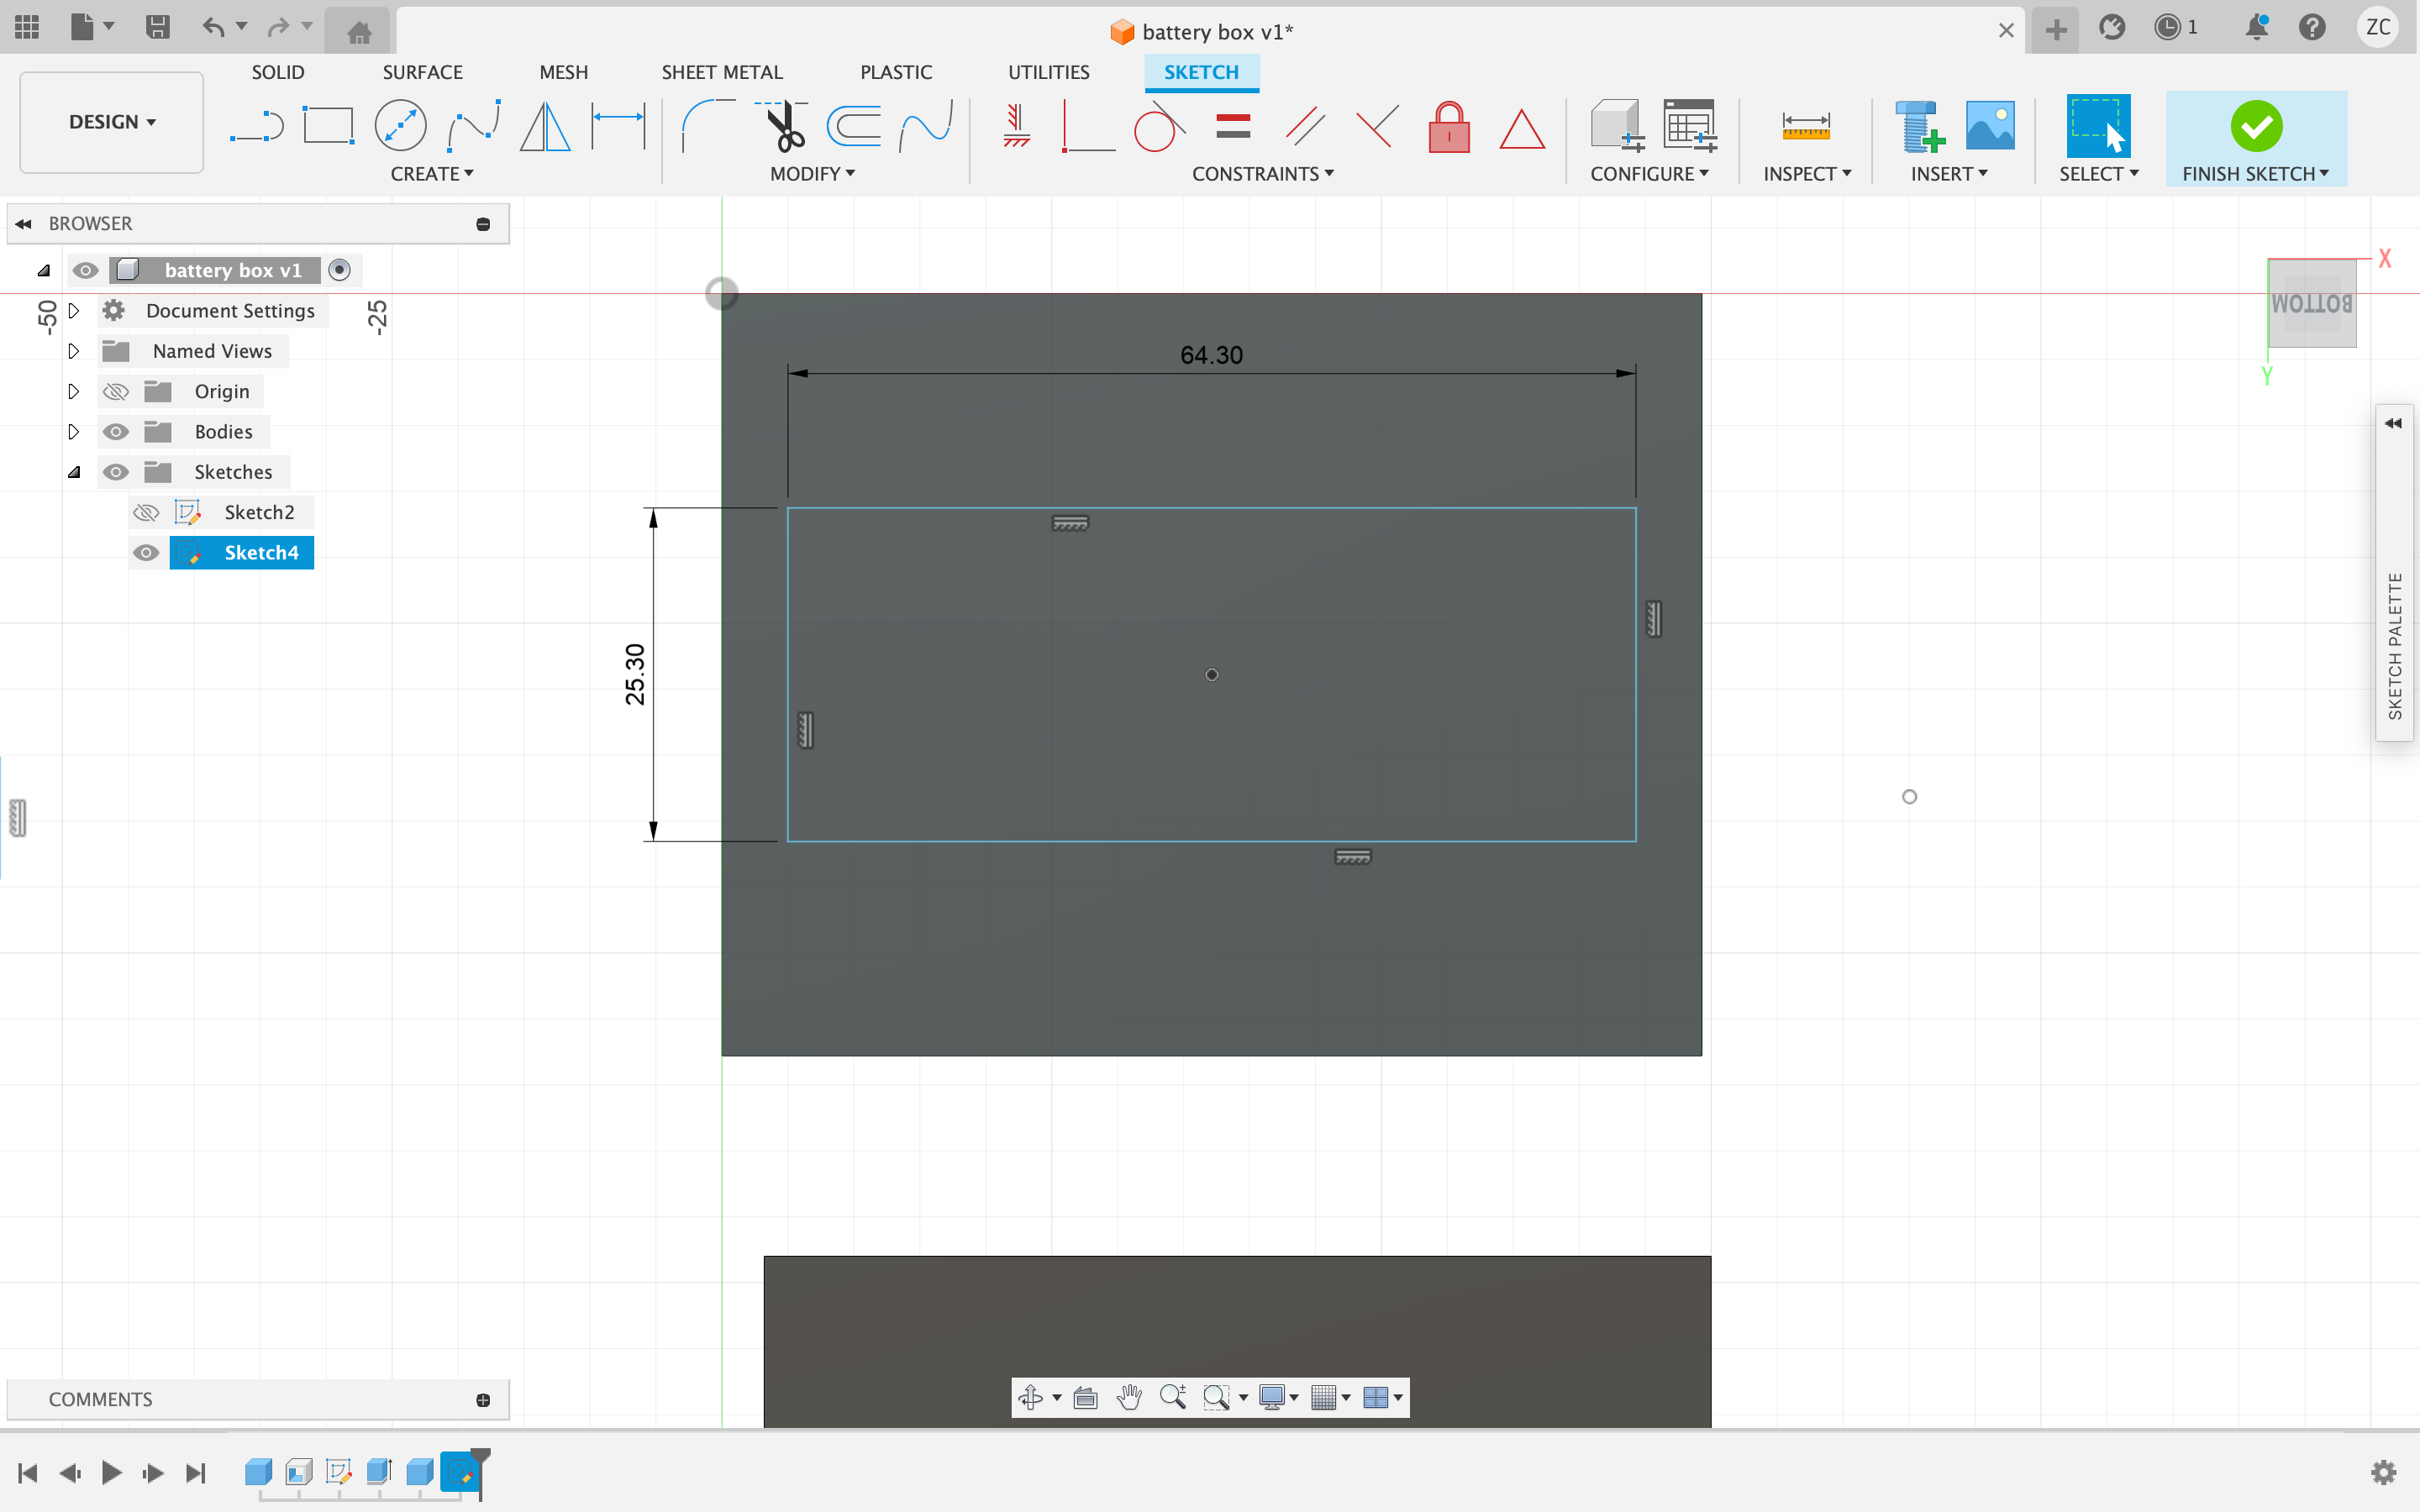 battery box v1*
1
ZC
DESIGN
SOLID
SURFACE
MESH
SHEET METAL
PLASTIC
UTILITIES
SKETCH
CREATE
MODIFY
CONSTRAINTS
CONFIGURE
INSPECT
INSERT
SELECT
FINISH SKETCH
BROWSER
battery box v1
Document Settings
Named Views
Origin
Bodies
Sketches
Sketch2
Sketch4
-50
-25
64.30
25.30
X
BOTTOM
Y
SKETCH PALETTE
COMMENTS